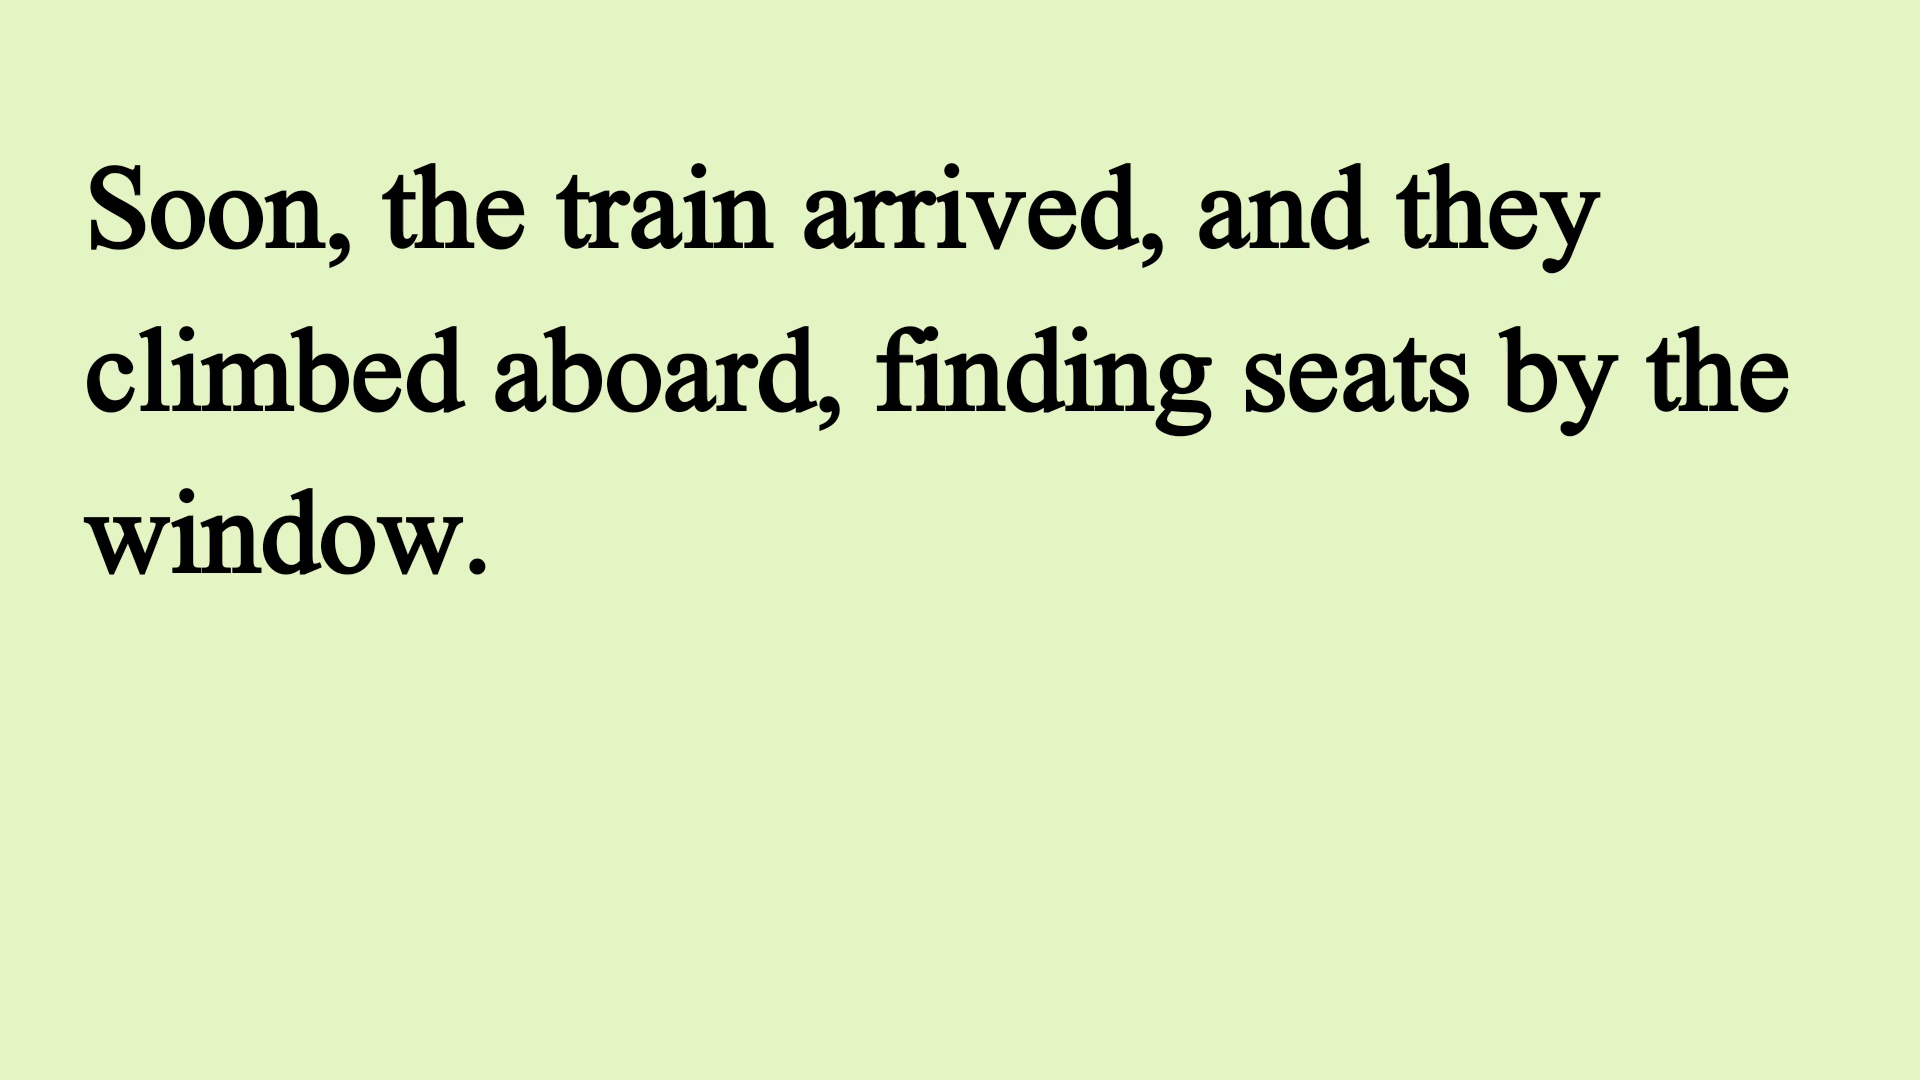 Soon, the train arrived, and they
climbed aboard, finding seats by the
window.